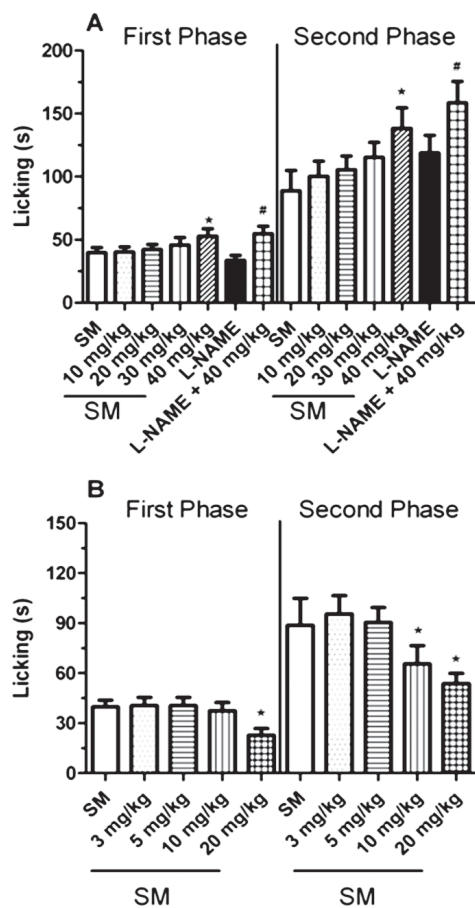 A
First Phase
Second Phase
Licking (s)
200
150
100
50
0
*
#
*
#
SM
10 mg/kg
20 mg/kg
30 mg/kg
40 mg/kg
L-NAME
L-NAME + 40 mg/kg
SM
10 mg/kg
20 mg/kg
30 mg/kg
40 mg/kg
L-NAME
L-NAME + 40 mg/kg
SM
SM
B
First Phase
Second Phase
Licking (s)
150
120
90
60
30
0
*
*
*
SM
3 mg/kg
5 mg/kg
10 mg/kg
20 mg/kg
SM
3 mg/kg
5 mg/kg
10 mg/kg
20 mg/kg
SM
SM